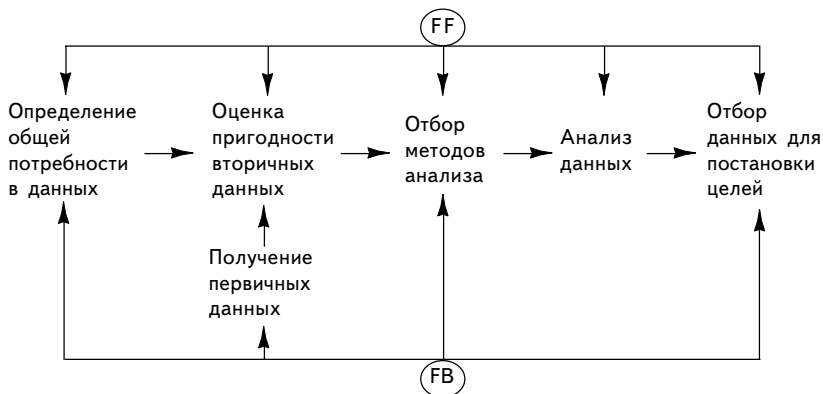 FF
Определение
общей
потребности
в данных
Оценка
пригодности
вторичных
данных
Отбор
методов
анализа
Анализ
данных
Отбор
данных для
постановки
целей
Получение
первичных
данных
FB